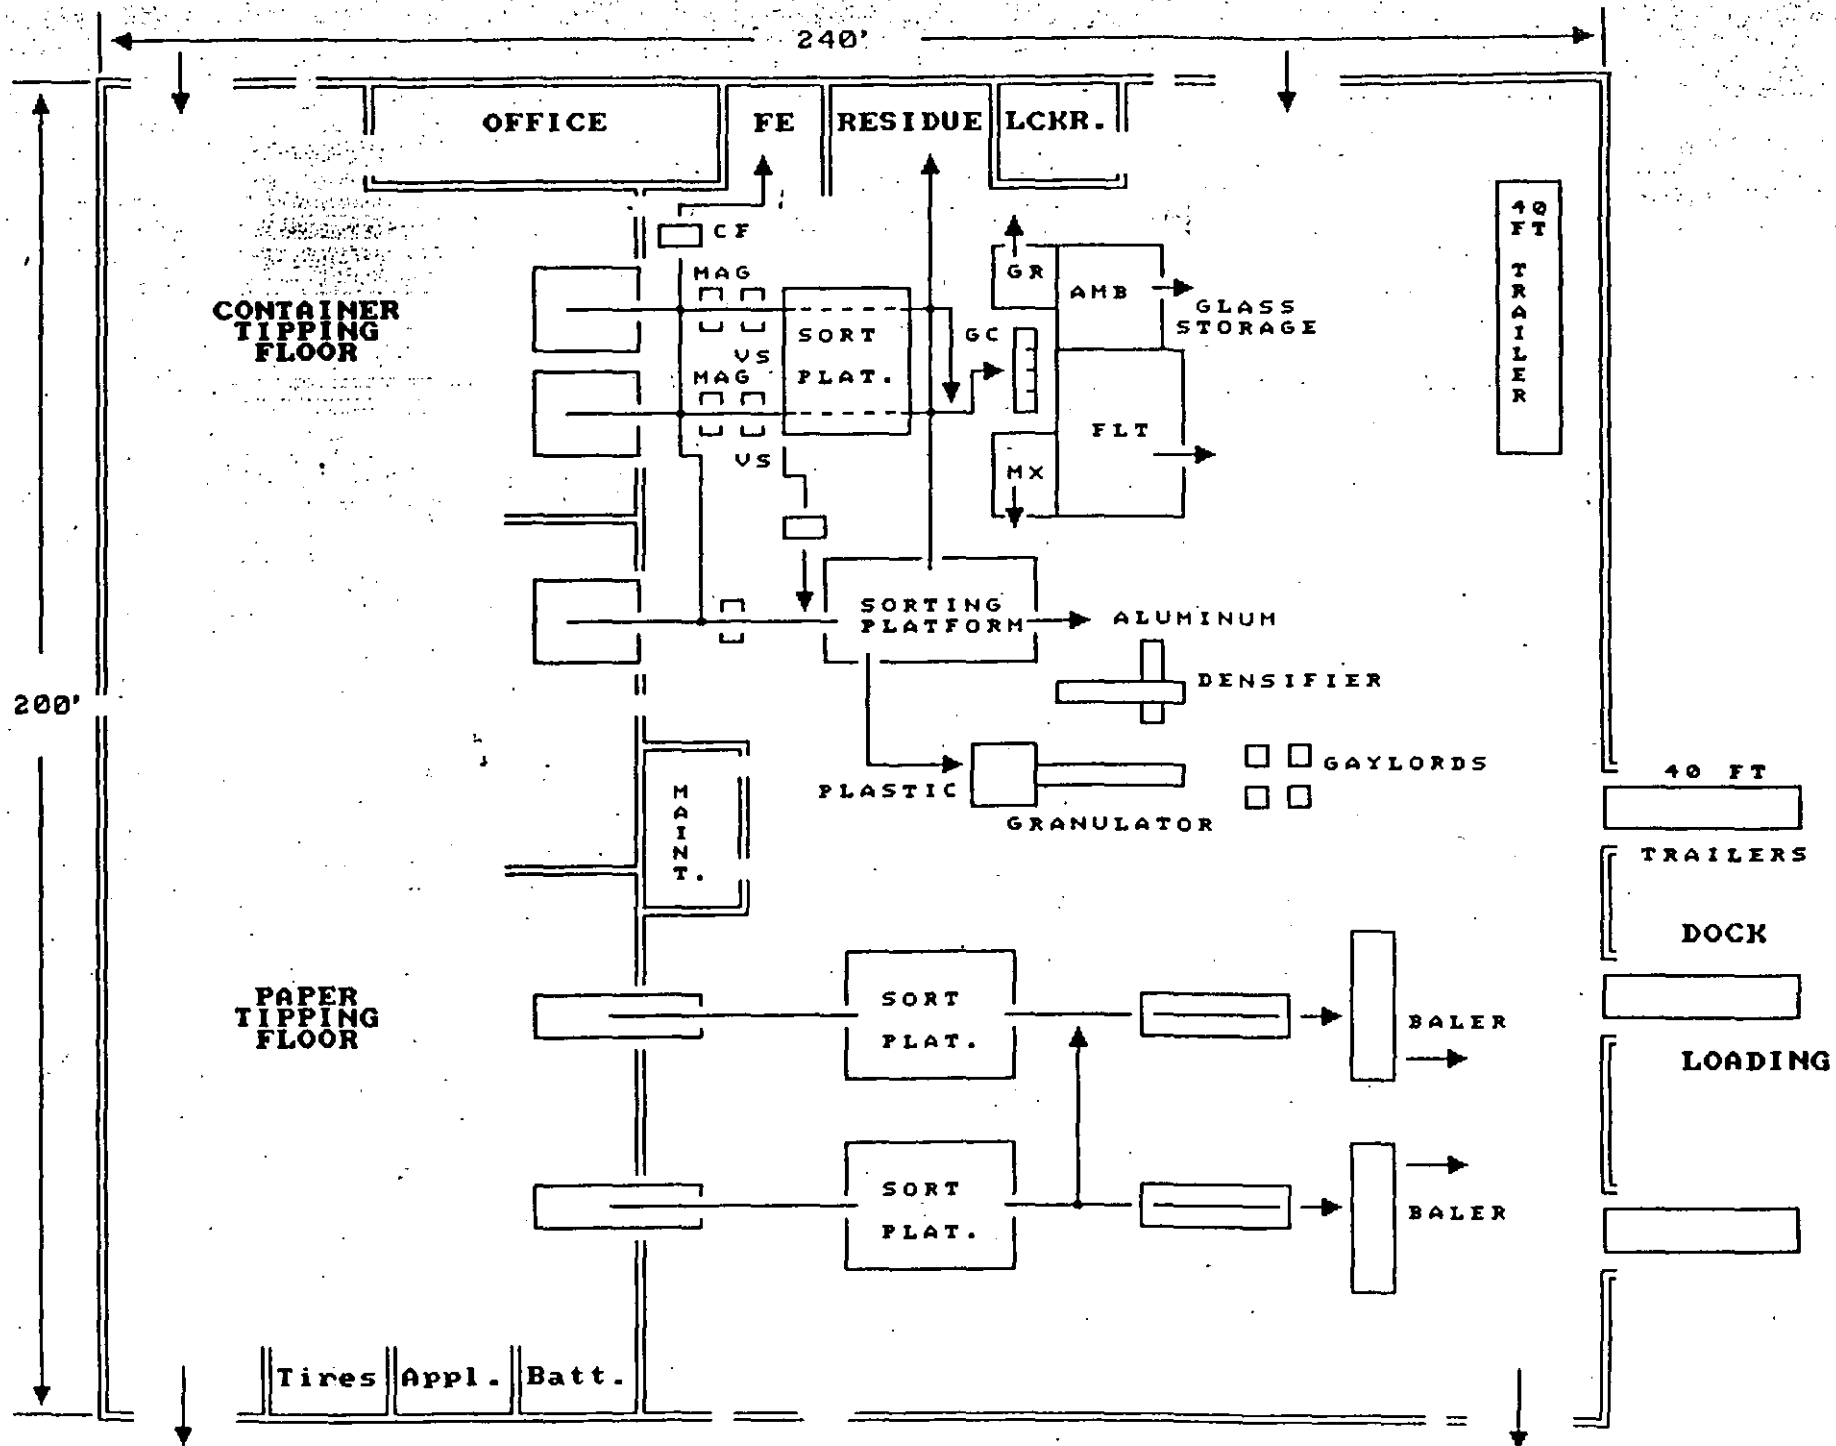 240'
OFFICE
FE
RESIDUE
LCKR.
CF
MAG
VS
MAG
VS
SORT
PLAT.
GC
GR
AMB
GLASS
STORAGE
FLT
MX
40
FT
TRAILER
CONTAINER
TIPPING
FLOOR
SORTING
PLATFORM
ALUMINUM
DENSIFIER
200'
MAINT.
PLASTIC
GRANULATOR
GAYLORDS
40 FT
TRAILERS
DOCK
LOADING
PAPER
TIPPING
FLOOR
SORT
PLAT.
BALER
SORT
PLAT.
BALER
Tires
Appl.
Batt.